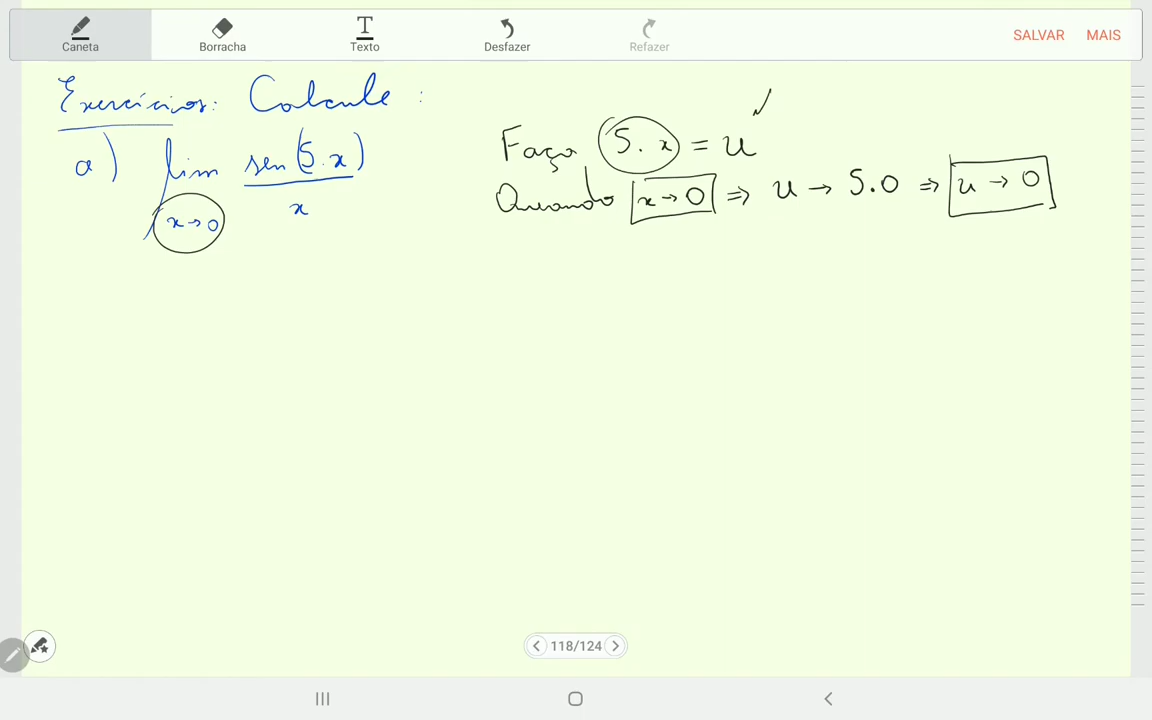 Caneta Borracha Texto Desfazer Refazer SALVAR MAIS
Exercícios: Calcule:
a) lim sen(5.x)
x→0 x
Faço 5.x = u
Quando x→0 ⇒ u → 5.0 ⇒ u → 0
118/124